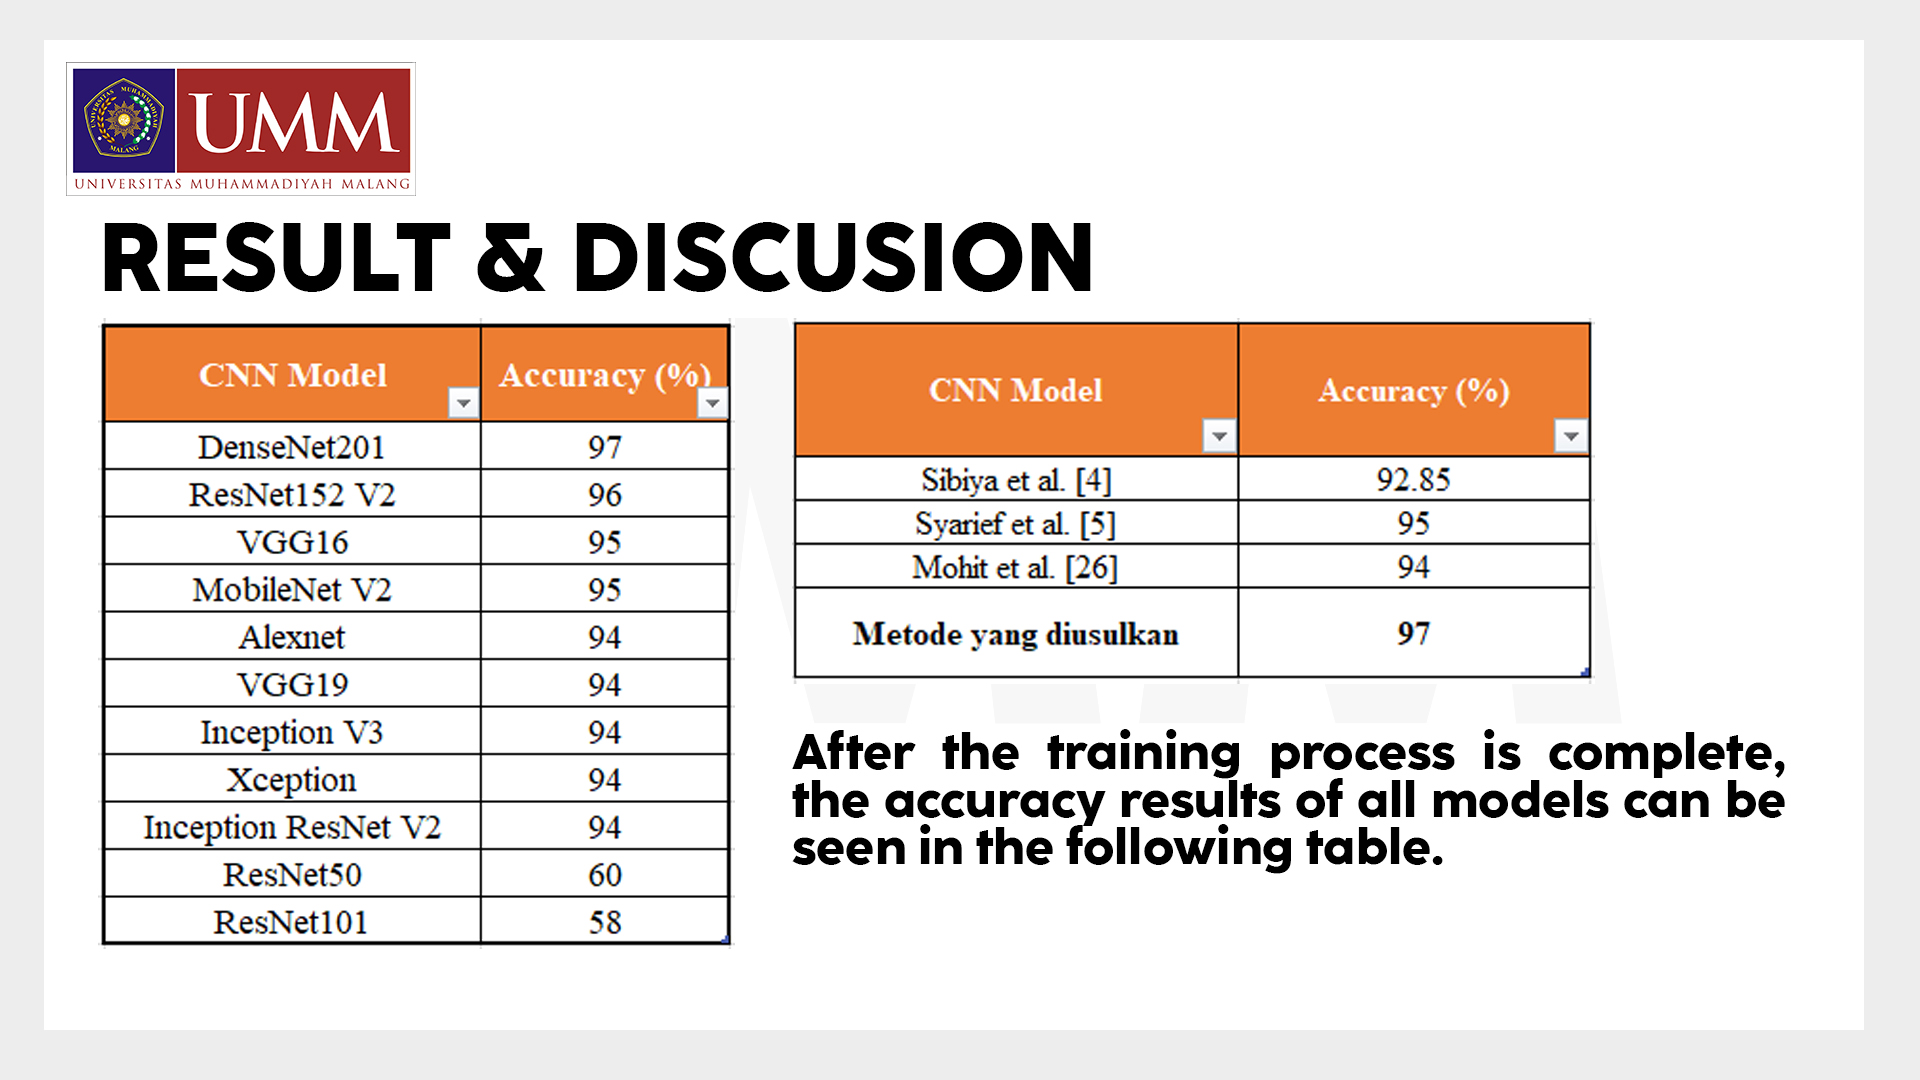 UNIVERSITAS MUHAMMADIYAH
MALANG
UMM
UNIVERSITAS MUHAMMADIYAH MALANG
RESULT & DISCUSION
CNN Model Accuracy (%)
DenseNet201 97
ResNet152 V2 96
VGG16 95
MobileNet V2 95
Alexnet 94
VGG19 94
Inception V3 94
Xception 94
Inception ResNet V2 94
ResNet50 60
ResNet101 58
CNN Model Accuracy (%)
Sibiya et al. [4] 92.85
Syarief et al. [5] 95
Mohit et al. [26] 94
Metode yang diusulkan 97
After the training process is complete,
the accuracy results of all models can be
seen in the following table.